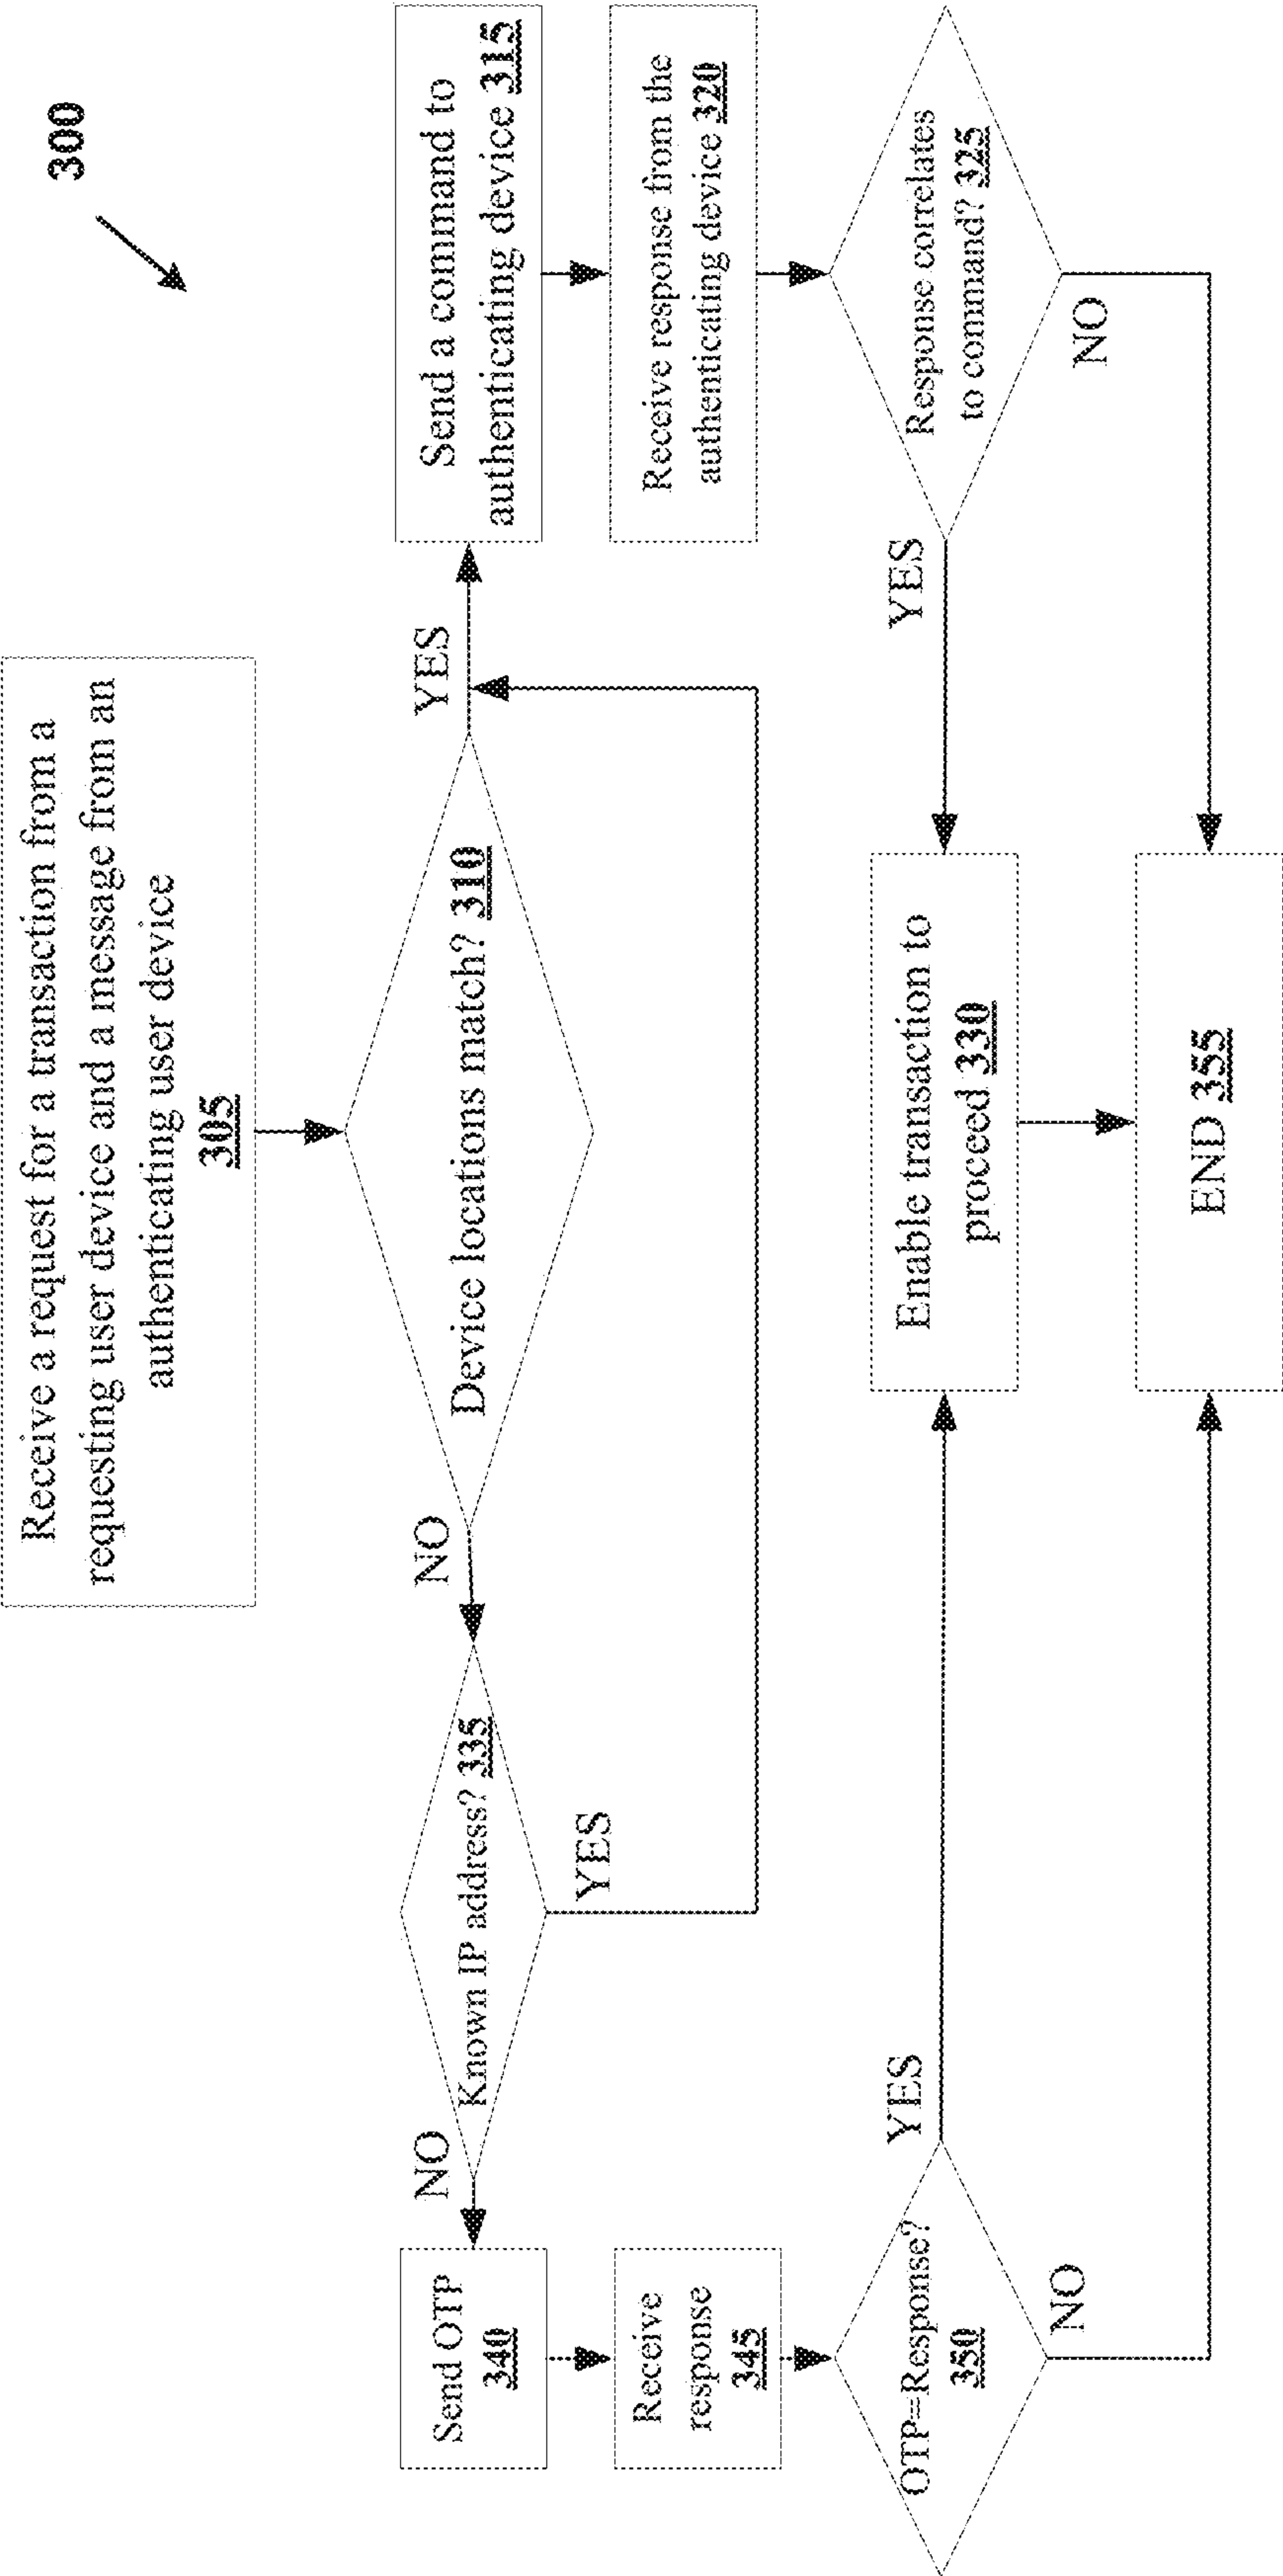 300
Receive a request for a transaction from a
requesting user device and a message from an
authenticating user device
305
Device locations match? 310
NO
YES
Known IP address? 335
NO
YES
Send a command to
authenticating device 315
Receive response from the
authenticating device 320
Response correlates
to command? 325
YES
NO
Send OTP
340
Receive
response
345
OTP=Response?
350
YES
NO
Enable transaction to
proceed 330
END 355